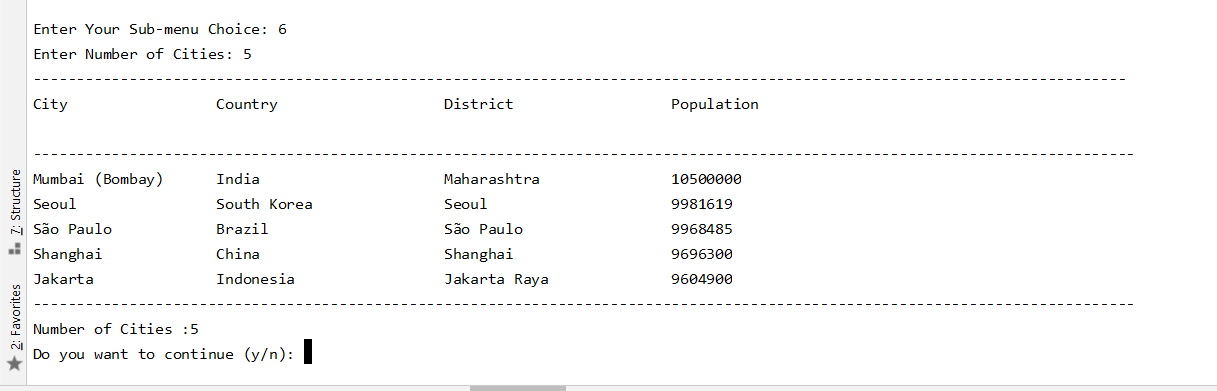 Enter Your Sub-menu Choice: 6
Enter Number of Cities: 5
------------------------------------------------------------------------------------------------------------------------------
City Country District Population
-------------------------------------------------------------------------------------------------------------------------------
Mumbai (Bombay) India Maharashtra 10500000
Seoul South Korea Seoul 9981619
São Paulo Brazil São Paulo 9968485
Shanghai China Shanghai 9696300
Jakarta Indonesia Jakarta Raya 9604900
-------------------------------------------------------------------------------------------------------------------------------
Number of Cities :5
Do you want to continue (y/n):
7: Structure
2: Favorites